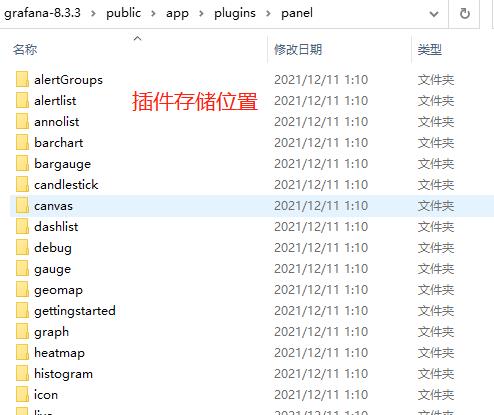 grafana-8.3.3 > public > app > plugins > panel
名称 修改日期 类型
alertGroups 2021/12/11 1:10 文件夹
alertlist 2021/12/11 1:10 文件夹
插件存储位置
annolist 2021/12/11 1:10 文件夹
barchart 2021/12/11 1:10 文件夹
bargauge 2021/12/11 1:10 文件夹
candlestick 2021/12/11 1:10 文件夹
canvas 2021/12/11 1:10 文件夹
dashlist 2021/12/11 1:10 文件夹
debug 2021/12/11 1:10 文件夹
gauge 2021/12/11 1:10 文件夹
geomap 2021/12/11 1:10 文件夹
gettingstarted 2021/12/11 1:10 文件夹
graph 2021/12/11 1:10 文件夹
heatmap 2021/12/11 1:10 文件夹
histogram 2021/12/11 1:10 文件夹
icon 2021/12/11 1:10 文件夹